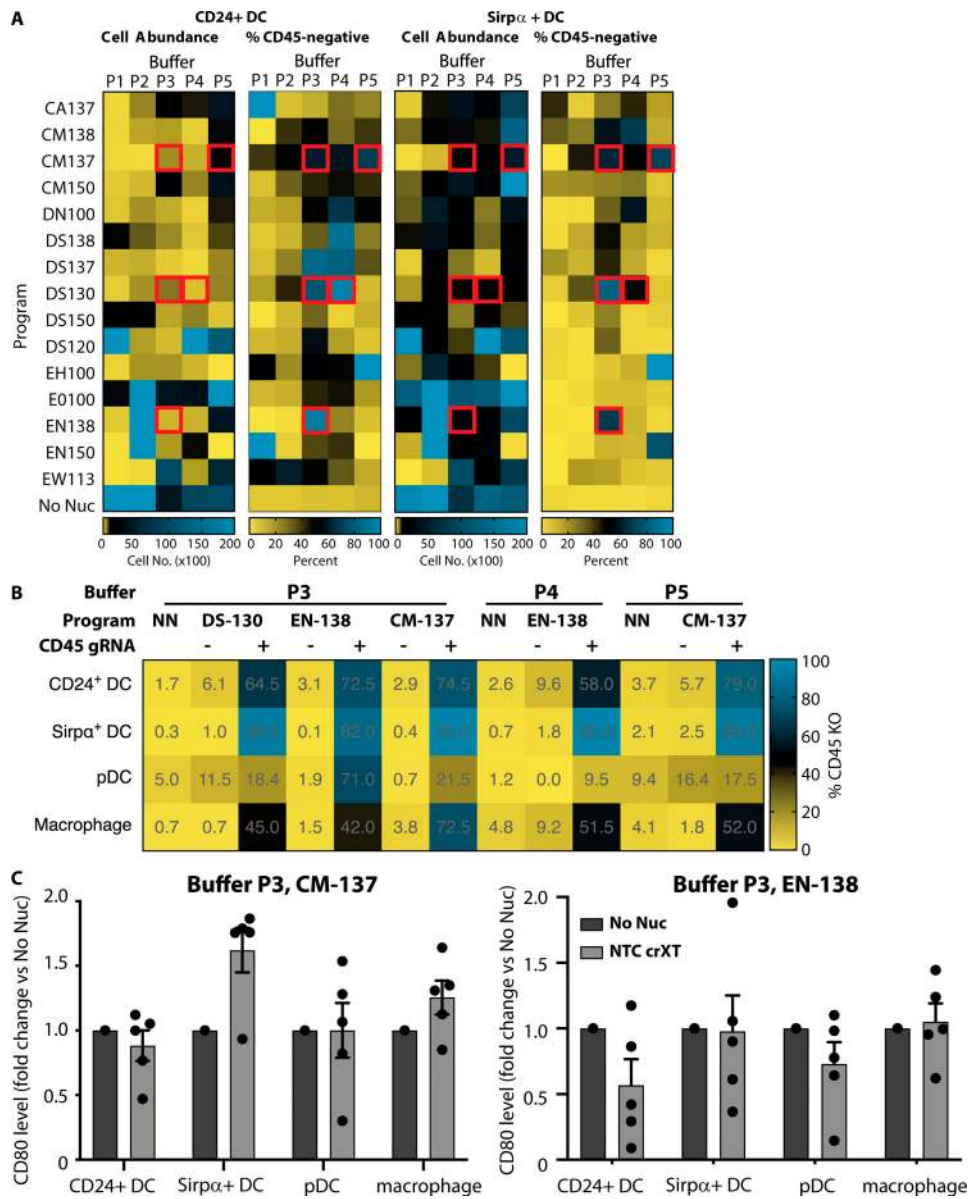 A
CD24+ DC Sirpα + DC
Cell Abundance % CD45-negative Cell Abundance % CD45-negative
Buffer Buffer Buffer Buffer
P1 P2 P3 P4 P5 P1 P2 P3 P4 P5 P1 P2 P3 P4 P5 P1 P2 P3 P4 P5
Program
CA137
CM138
CM137
CM150
DN100
DS138
DS137
DS130
DS150
DS120
EH100
E0100
EN138
EN150
EW113
No Nuc
0 100 200 0 20 40 60 80 100 0 100 200 0 20 40 60 80 100
Cell No. (x100) Percent Cell No. (x100) Percent
B
Buffer P3 P4 P5
Program NN DS-130 EN-138 CM-137 NN EN-138 NN CM-137
CD45 gRNA - + - + - + - + - +
CD24+ DC 1.7 6.1 64.5 3.1 72.5 2.9 74.5 2.6 9.6 58.0 3.7 5.7 79.0
Sirpα+ DC 0.3 1.0 0.1 82.0 0.4 0.7 1.8 2.1 2.5
pDC 5.0 11.5 18.4 1.9 71.0 0.7 21.5 1.2 0.0 9.5 9.4 16.4 17.5
Macrophage 0.7 0.7 45.0 1.5 42.0 3.8 72.5 4.8 9.2 51.5 4.1 1.8 52.0
100
80
60
40
20
0
% CD45 KO
C
Buffer P3, CM-137
CD80 level (fold change vs No Nuc)
2.0
1.5
1.0
0.5
0
CD24+ DC Sirpα+ DC pDC macrophage
Buffer P3, EN-138
CD80 level (fold change vs No Nuc)
2.0
1.5
1.0
0.5
0
No Nuc
NTC crXT
CD24+ DC Sirpα+ DC pDC macrophage